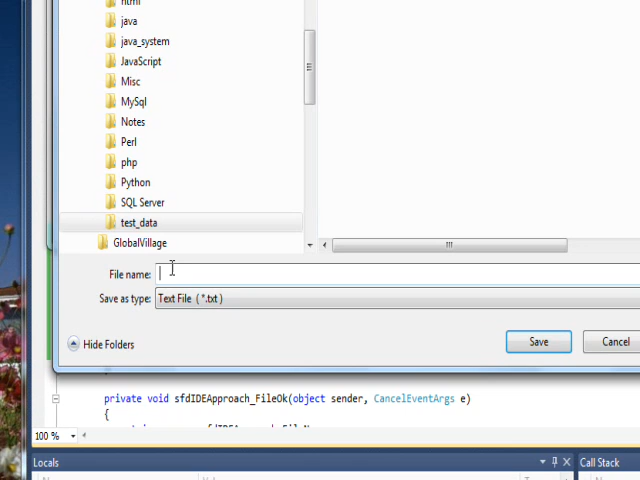 html
java
java_system
JavaScript
Misc
MySql
Notes
Perl
php
Python
SQL Server
test_data
GlobalVillage
File name:
Save as type: Text File ( *.txt )
Hide Folders Save Cancel
private void sfdIDEApproach_FileOk(object sender, CancelEventArgs e)
{
100 %
Locals Call Stack